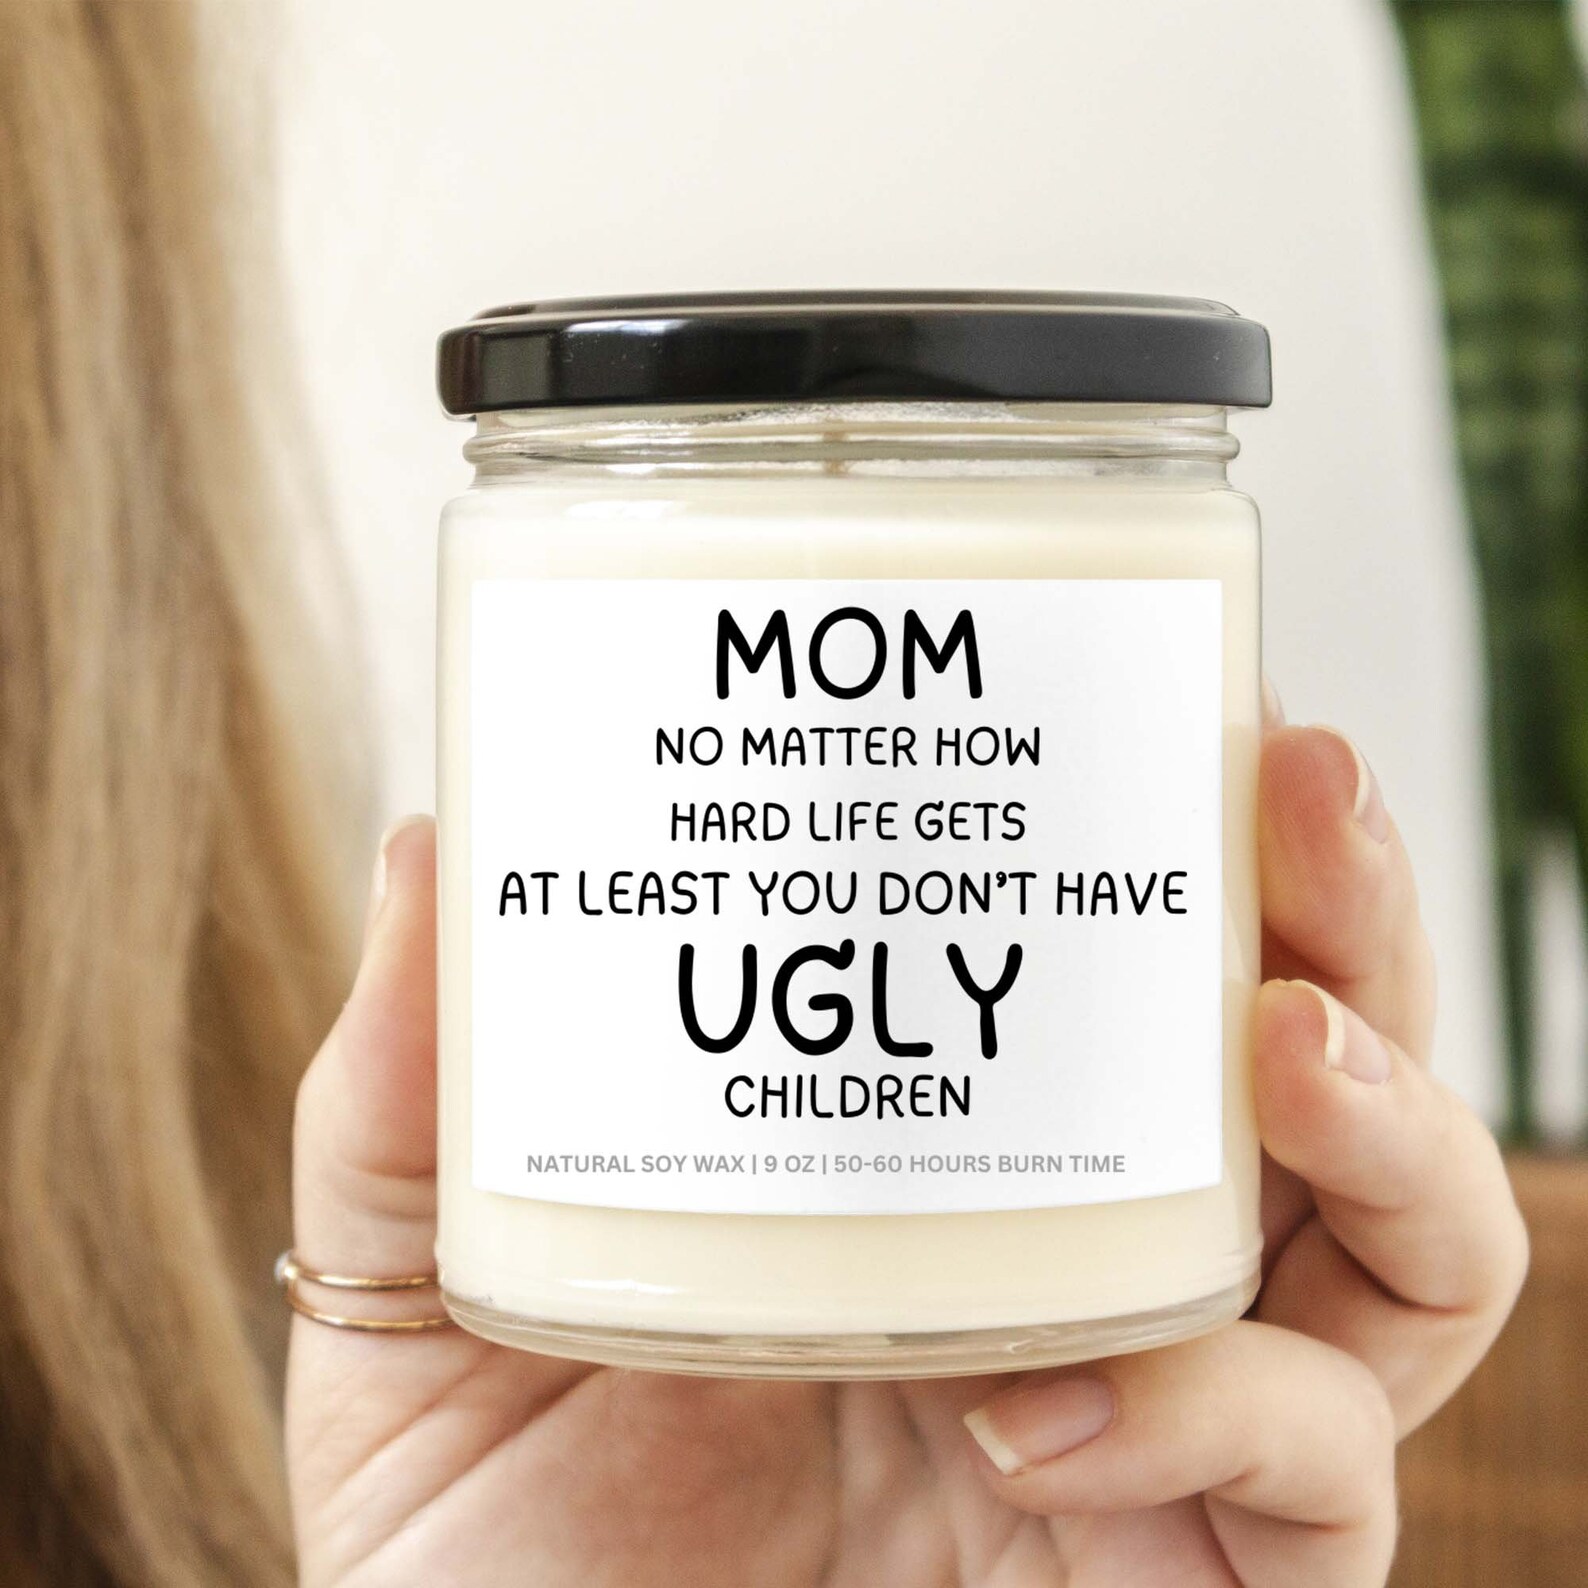 MOM
NO MATTER HOW
HARD LIFE GETS
AT LEAST YOU DON'T HAVE
UGLY
CHILDREN
NATURAL SOY WAX | 9 OZ | 50-60 HOURS BURN TIME